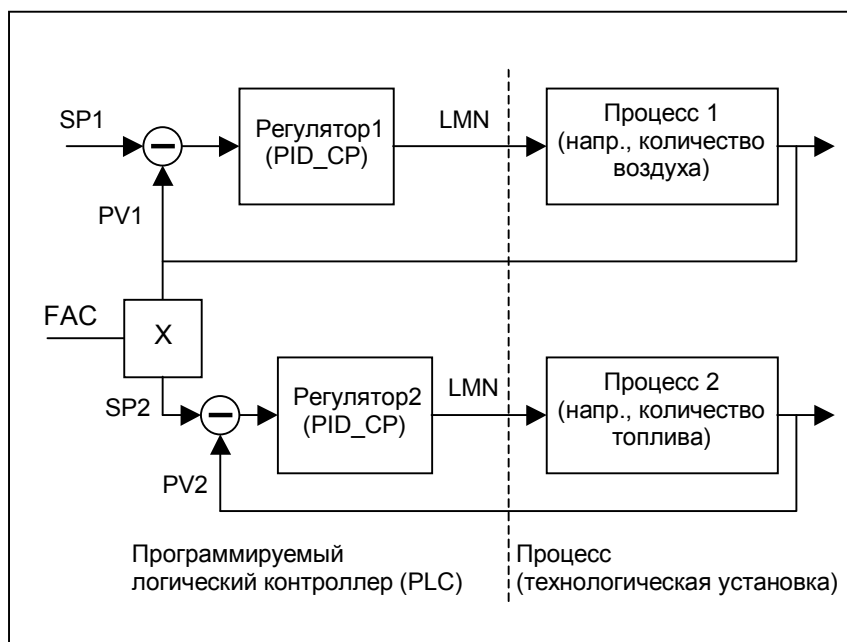 SP1
Регулятор1
(PID_CP)
LMN
Процесс 1
(напр., количество
воздуха)
PV1
FAC
X
SP2
Регулятор2
(PID_CP)
LMN
Процесс 2
(напр., количество
топлива)
PV2
Программируемый
логический контроллер (PLC)
Процесс
(технологическая установка)